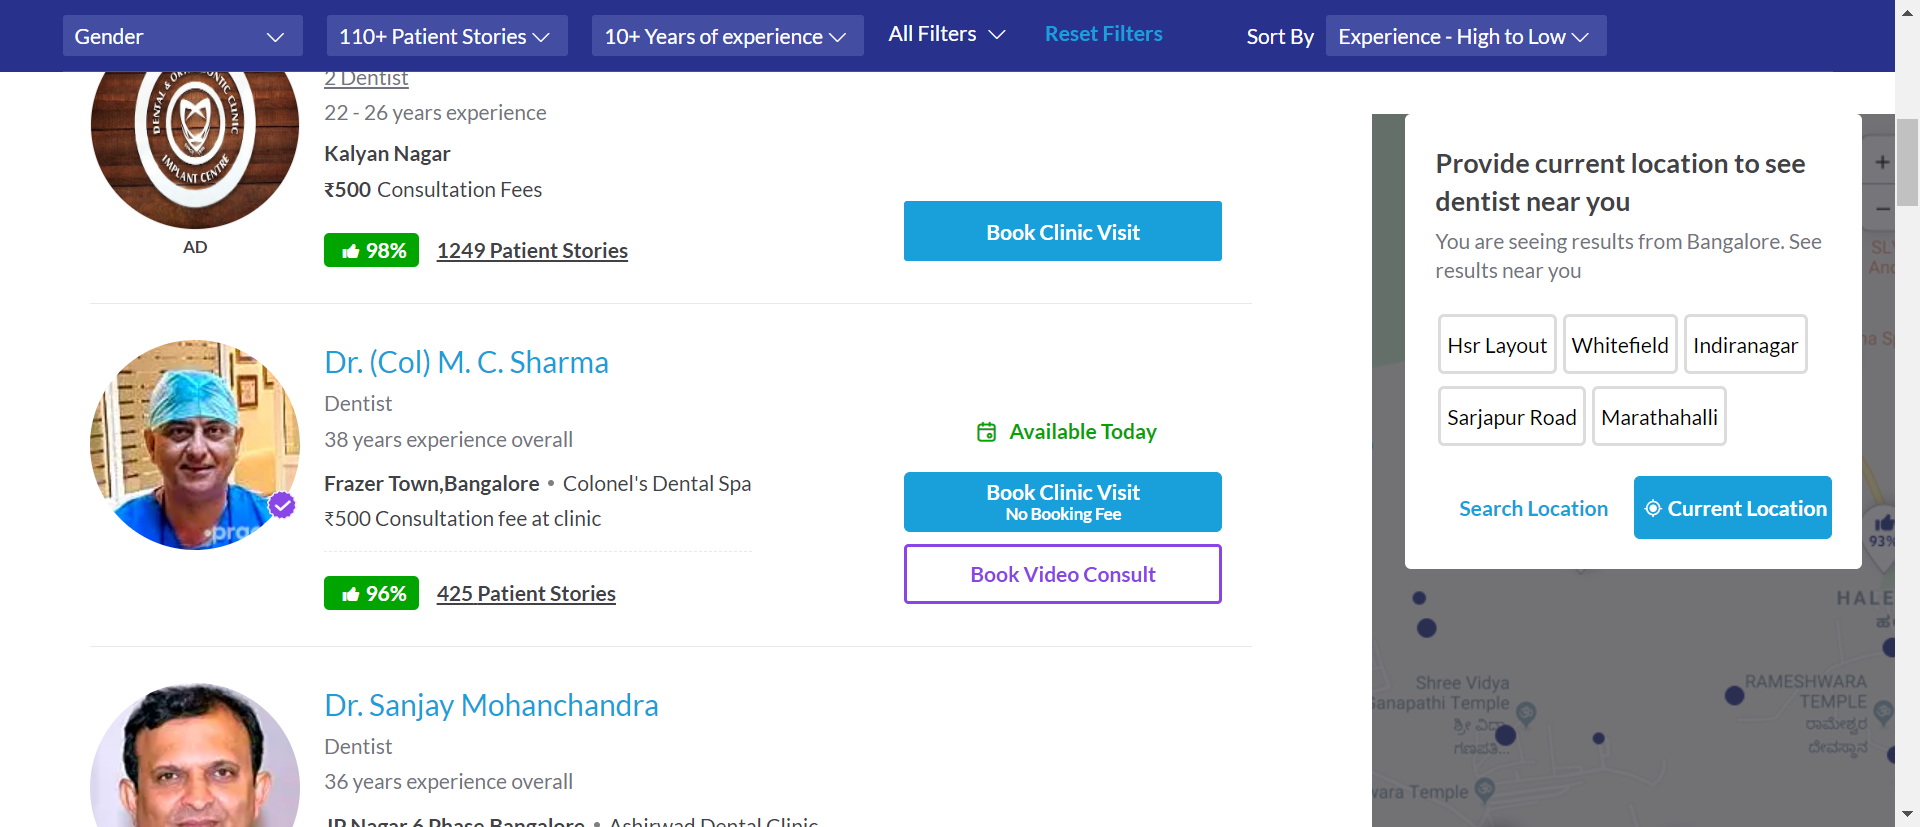 Gender
110+ Patient Stories
10+ Years of experience
All Filters
Reset Filters
Sort By
Experience - High to Low
2 Dentist
22 - 26 years experience
Kalyan Nagar
₹500 Consultation Fees
98%
1249 Patient Stories
Book Clinic Visit
DENTAL & ORTHODONTIC CLINIC
IMPLANT CENTRE
AD
Dr. (Col) M. C. Sharma
Dentist
38 years experience overall
Frazer Town,Bangalore • Colonel's Dental Spa
₹500 Consultation fee at clinic
96%
425 Patient Stories
Available Today
Book Clinic Visit
No Booking Fee
Book Video Consult
Dr. Sanjay Mohanchandra
Dentist
36 years experience overall
JP Nagar 6 Phase,Bangalore • Ashirwad Dental Clinic
Provide current location to see
dentist near you
You are seeing results from Bangalore. See
results near you
Hsr Layout
Whitefield
Indiranagar
Sarjapur Road
Marathahalli
Search Location
Current Location
+
−
93%
HALE
Shree Vidya
Ganapathi Temple
ಶ್ರೀ ವಿದ್ಯಾ
ಗಣಪತಿ...
RAMESHWARA
TEMPLE
ರಾಮೇಶ್ವರ
ದೇವಸ್ಥಾನ
wara Temple